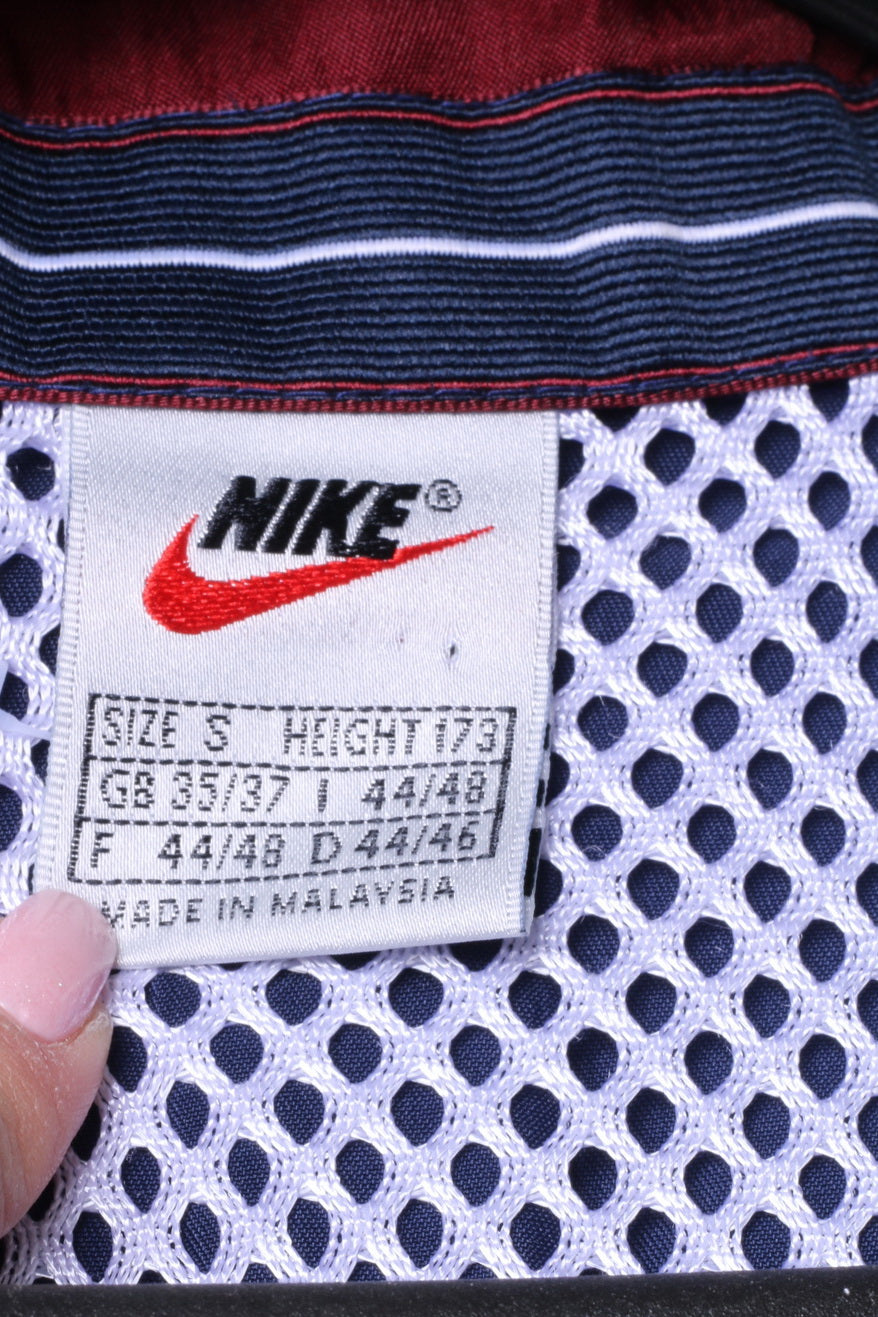 NIKE®
SIZE S HEIGHT 173
GB 35/37 I 44/48
F 44/48 D 44/46
MADE IN MALAYSIA